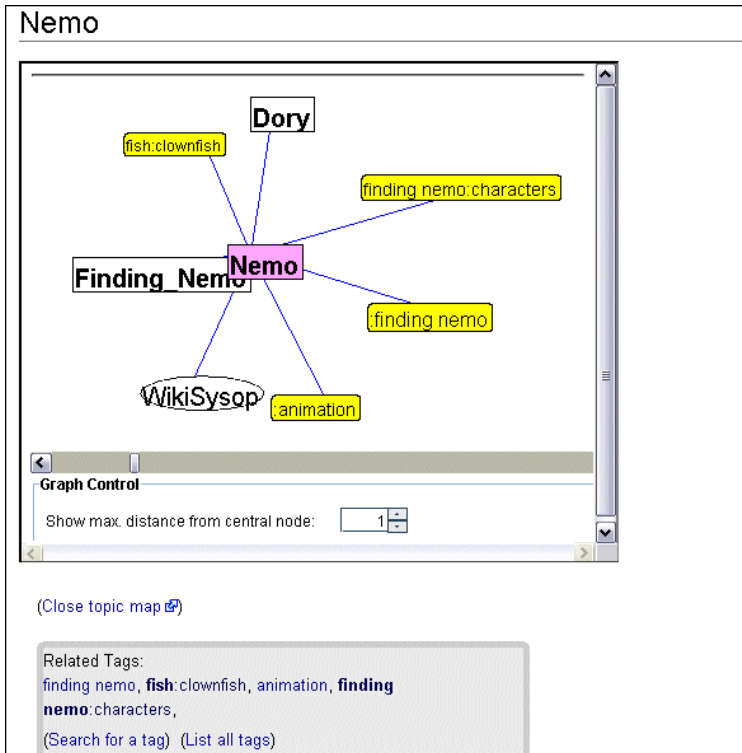 Nemo
Dory
fish:clownfish
finding nemo:characters
Nemo
Finding_Nemo
:finding nemo
WikiSysop
:animation
Graph Control
Show max. distance from central node: 1
(Close topic map)
Related Tags:
finding nemo, fish:clownfish, animation, finding
nemo:characters,
(Search for a tag) (List all tags)